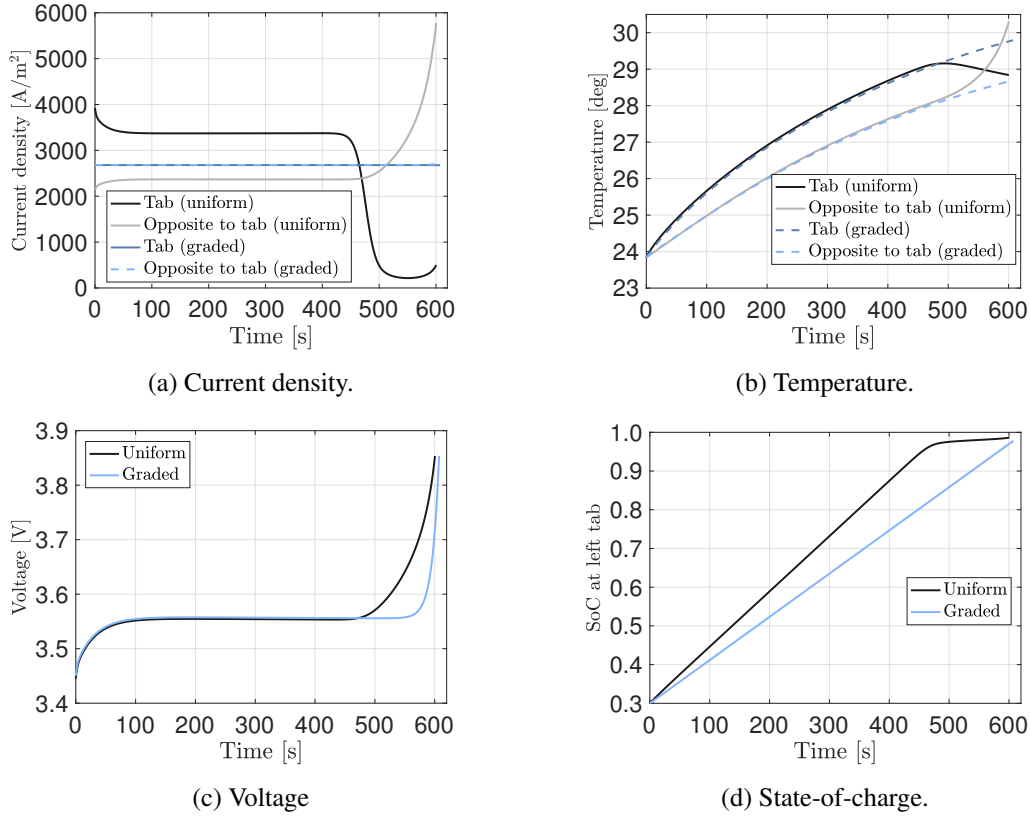 6000
5000
4000
3000
2000
1000
0
Current density [A/m²]
Tab (uniform)
Opposite to tab (uniform)
Tab (graded)
Opposite to tab (graded)
0 100 200 300 400 500 600
Time [s]
(a) Current density.
30
29
28
27
26
25
24
23
Temperature [deg]
Tab (uniform)
Opposite to tab (uniform)
Tab (graded)
Opposite to tab (graded)
0 100 200 300 400 500 600
Time [s]
(b) Temperature.
3.9
3.8
3.7
3.6
3.5
3.4
Voltage [V]
Uniform
Graded
0 100 200 300 400 500 600
Time [s]
(c) Voltage
1.0
0.9
0.8
0.7
0.6
0.5
0.4
0.3
SoC at left tab
Uniform
Graded
0 100 200 300 400 500 600
Time [s]
(d) State-of-charge.